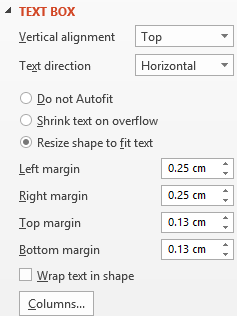 TEXT BOX
Vertical alignment Top
Text direction Horizontal
Do not Autofit
Shrink text on overflow
Resize shape to fit text
Left margin 0.25 cm
Right margin 0.25 cm
Top margin 0.13 cm
Bottom margin 0.13 cm
Wrap text in shape
Columns...